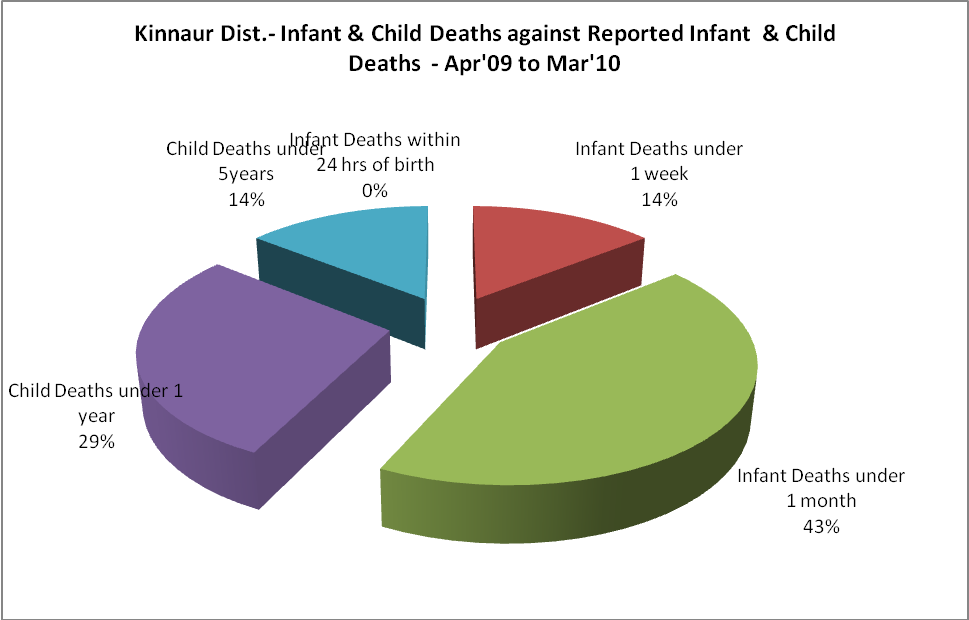 Kinnaur Dist.- Infant & Child Deaths against Reported Infant & Child
Deaths - Apr'09 to Mar'10
Child Deaths under
5years
14%
Infant Deaths within
24 hrs of birth
0%
Infant Deaths under
1 week
14%
Child Deaths under 1
year
29%
Infant Deaths under
1 month
43%